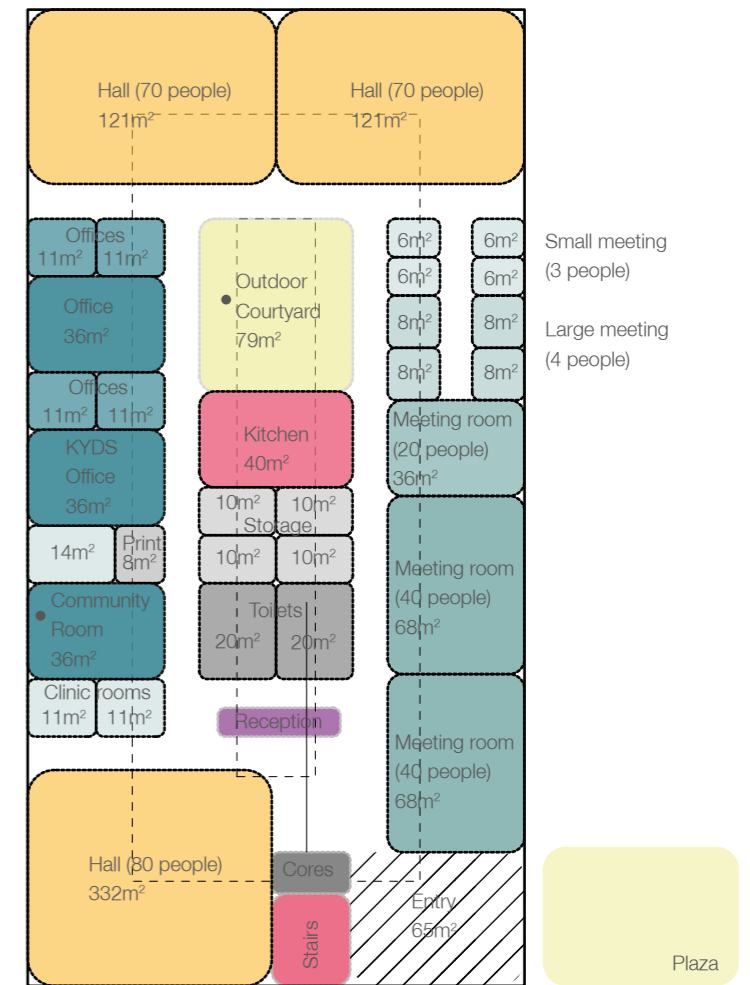 Hall (70 people)
121m²
Hall (70 people)
121m²
Offices
11m² 11m²
Office
36m²
Offices
11m² 11m²
KYDS
Office
36m²
14m²
Print
8m²
Community
Room
36m²
Clinic rooms
11m² 11m²
Outdoor
Courtyard
79m²
Kitchen
40m²
10m² 10m²
Storage
10m² 10m²
Toilets
20m² 20m²
Reception
6m² 6m²
6m² 6m²
8m² 8m²
8m² 8m²
Small meeting
(3 people)
Large meeting
(4 people)
Meeting room
(20 people)
36m²
Meeting room
(40 people)
68m²
Meeting room
(40 people)
68m²
Hall (80 people)
332m²
Cores
Stairs
Entry
65m²
Plaza